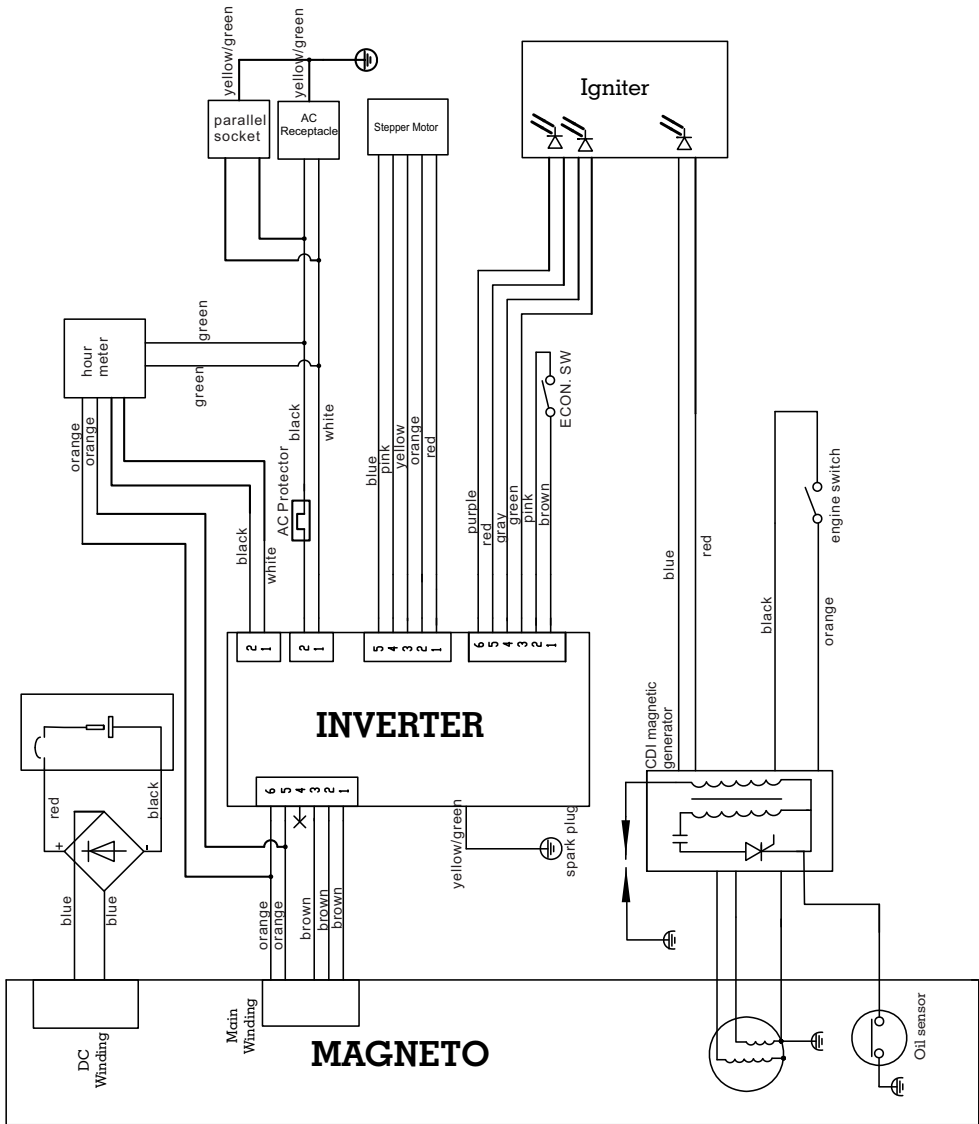 yellow/green
yellow/green
parallel
socket
AC
Receptacle
Stepper Motor
Igniter
hour
meter
green
green
orange
orange
black
white
AC Protector
black
white
blue
pink
yellow
orange
red
purple
red
gray
green
pink
brown
ECON. SW
blue
red
black
orange
engine switch
2
1
2
1
5
4
3
2
1
6
5
4
3
2
1
INVERTER
6
5
4
3
2
1
red
black
+
-
blue
blue
orange
orange
brown
brown
brown
yellow/green
spark plug
CDI magnetic
generator
DC
Winding
Main
Winding
MAGNETO
Oil sensor